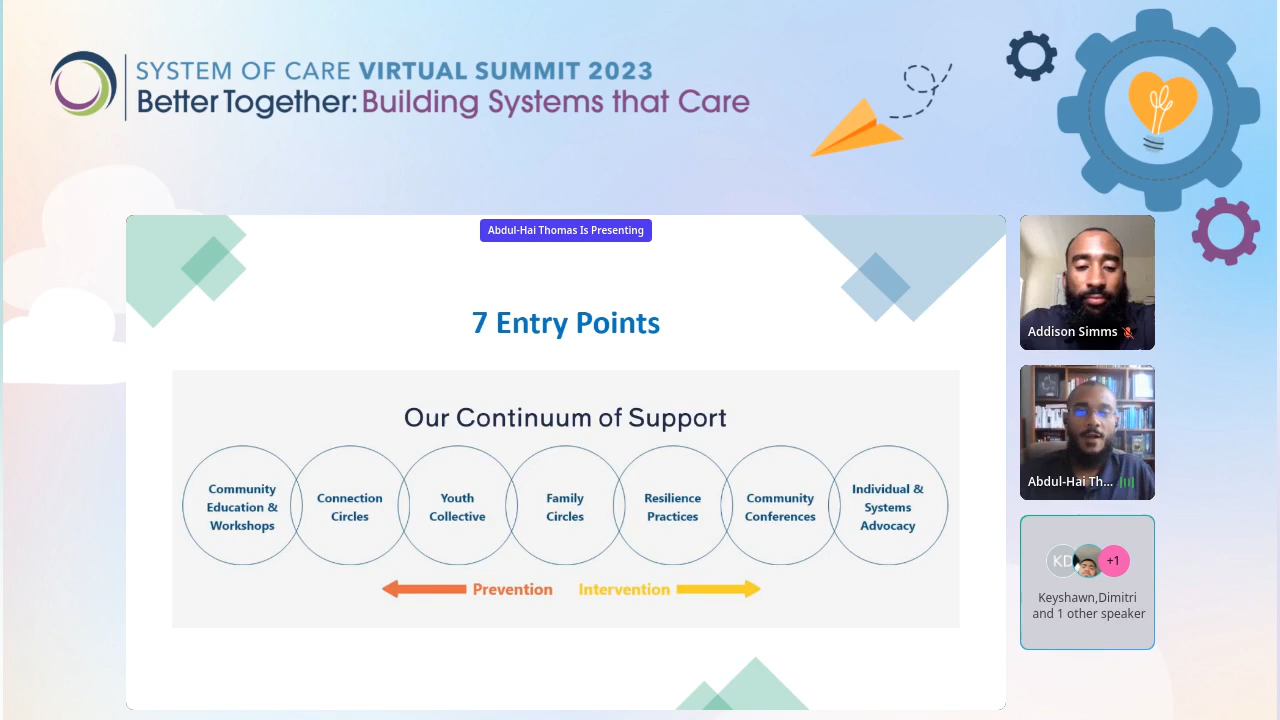 SYSTEM OF CARE VIRTUAL SUMMIT 2023
Better Together: Building Systems that Care
Abdul-Hai Thomas Is Presenting
7 Entry Points
Our Continuum of Support
Community
Education &
Workshops
Connection
Circles
Youth
Collective
Family
Circles
Resilience
Practices
Community
Conferences
Individual &
Systems
Advocacy
Prevention
Intervention
Addison Simms
Abdul-Hai Th...
KD
+1
Keyshawn,Dimitri
and 1 other speaker